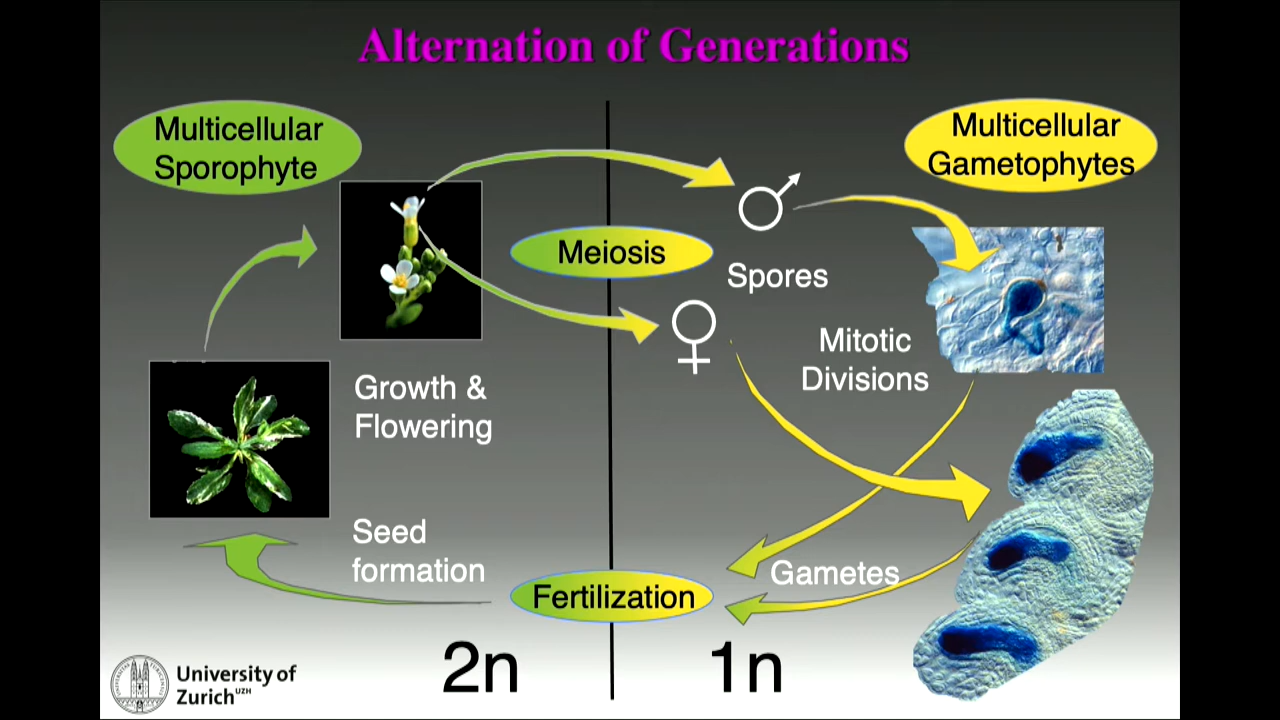 Alternation of Generations
Multicellular
Sporophyte
Multicellular
Gametophytes
Meiosis
Spores
Mitotic
Divisions
Growth &
Flowering
Seed
formation
Gametes
Fertilization
2n
1n
University of
Zurich UZH